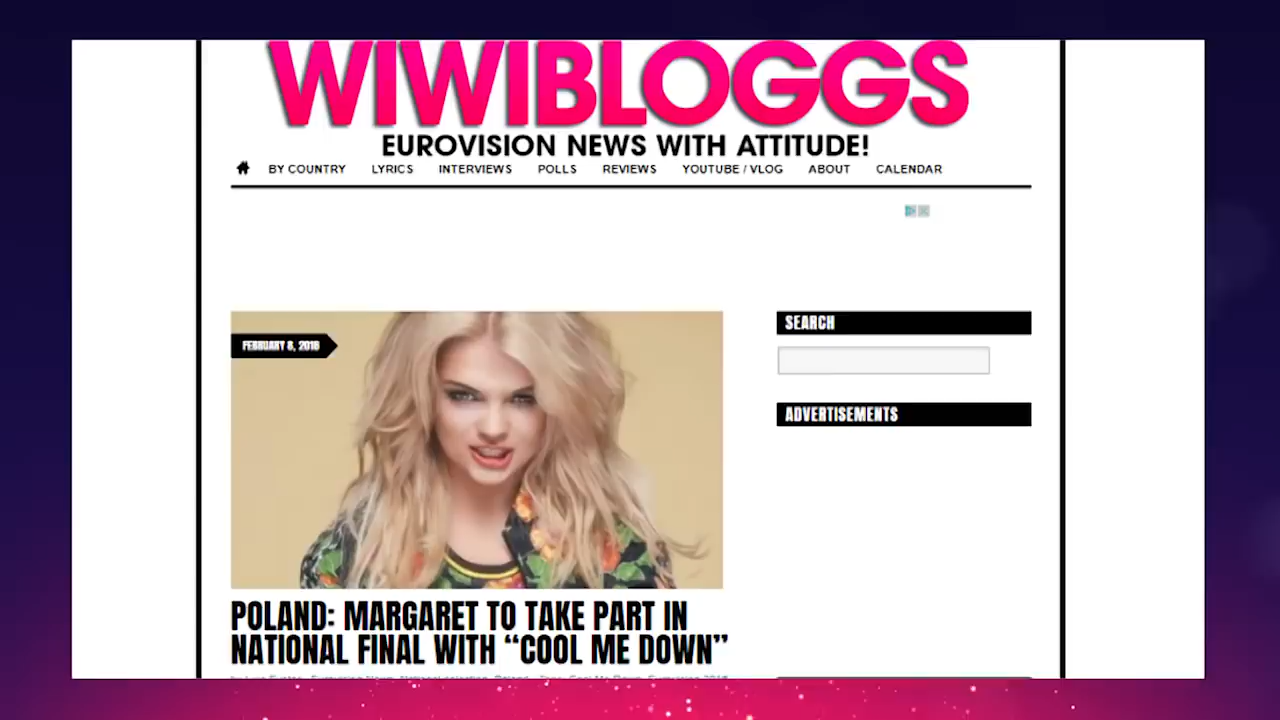 WIWIBLOGGS
EUROVISION NEWS WITH ATTITUDE!
BY COUNTRY LYRICS INTERVIEWS POLLS REVIEWS YOUTUBE / VLOG ABOUT CALENDAR
FEBRUARY 8, 2016
SEARCH
ADVERTISEMENTS
POLAND: MARGARET TO TAKE PART IN
NATIONAL FINAL WITH “COOL ME DOWN”